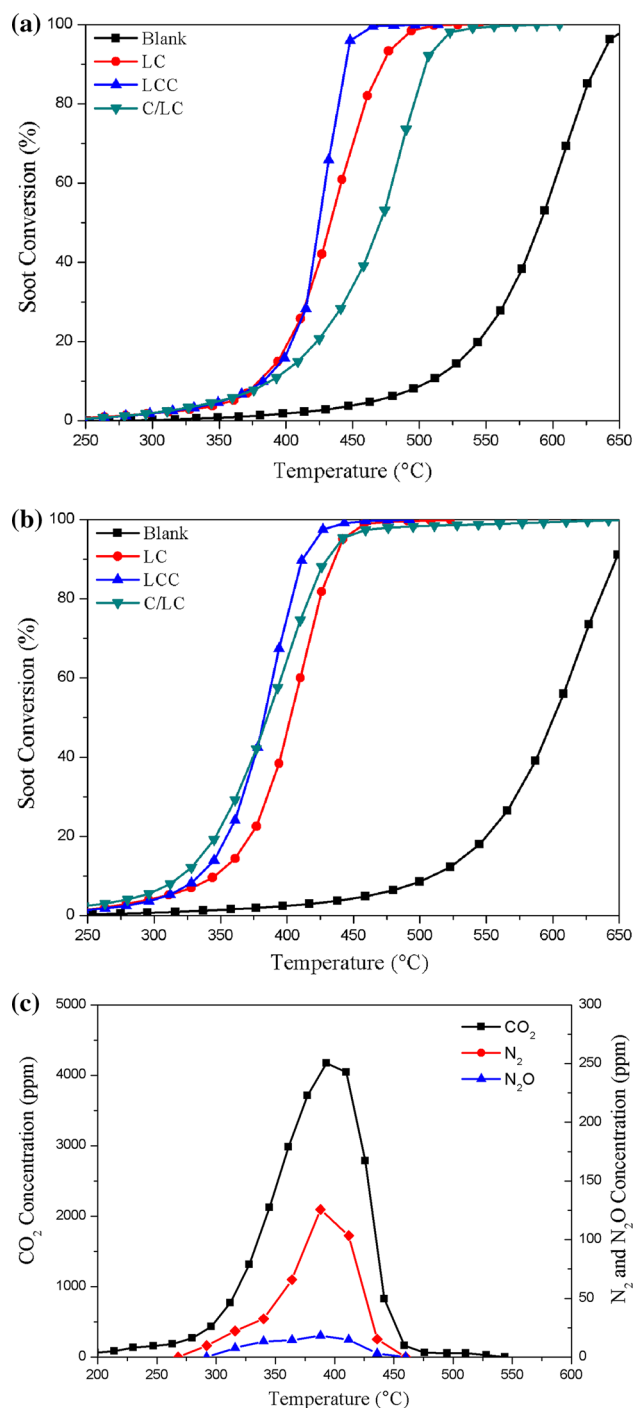 (a)
100
80
60
40
20
0
Soot Conversion (%)
Blank
LC
LCC
C/LC
250 300 350 400 450 500 550 600 650
Temperature (°C)
(b)
100
80
60
40
20
0
Soot Conversion (%)
Blank
LC
LCC
C/LC
250 300 350 400 450 500 550 600 650
Temperature (°C)
(c)
5000
4000
3000
2000
1000
0
CO2 Concentration (ppm)
CO2
N2
N2O
300
250
200
150
100
50
0
N2 and N2O Concentration (ppm)
200 250 300 350 400 450 500 550 600
Temperature (°C)